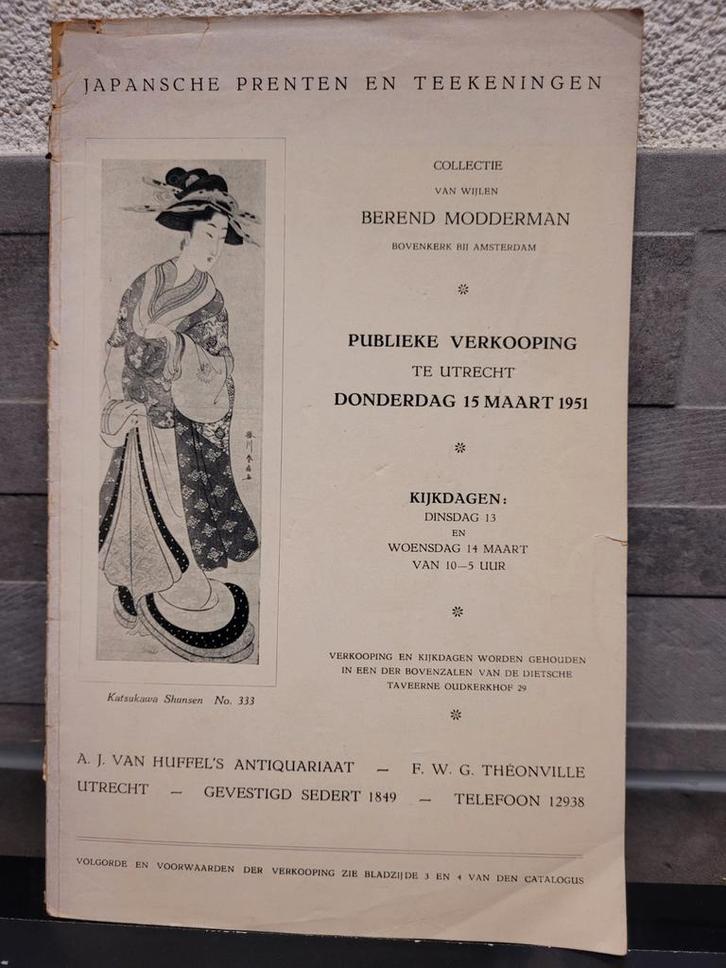 JAPANSCHE PRENTEN EN TEEKENINGEN
COLLECTIE
VAN WIJLEN
BEREND MODDERMAN
BOVENKERK BIJ AMSTERDAM
PUBLIEKE VERKOOPING
TE UTRECHT
DONDERDAG 15 MAART 1951
KIJKDAGEN:
DINSDAG 13
EN
WOENSDAG 14 MAART
VAN 10—5 UUR
VERKOOPING EN KIJKDAGEN WORDEN GEHOUDEN
IN EEN DER BOVENZALEN VAN DE DIETSCHE
TAVEERNE OUDKERKHOF 29
勝川春
Katsukawa Shunsen No. 333
A. J. VAN HUFFEL'S ANTIQUARIAAT — F. W. G. THÉONVILLE
UTRECHT — GEVESTIGD SEDERT 1849 — TELEFOON 12938
VOLGORDE EN VOORWAARDEN DER VERKOOPING ZIE BLADZIJDE 3 EN 4 VAN DEN CATALOGUS